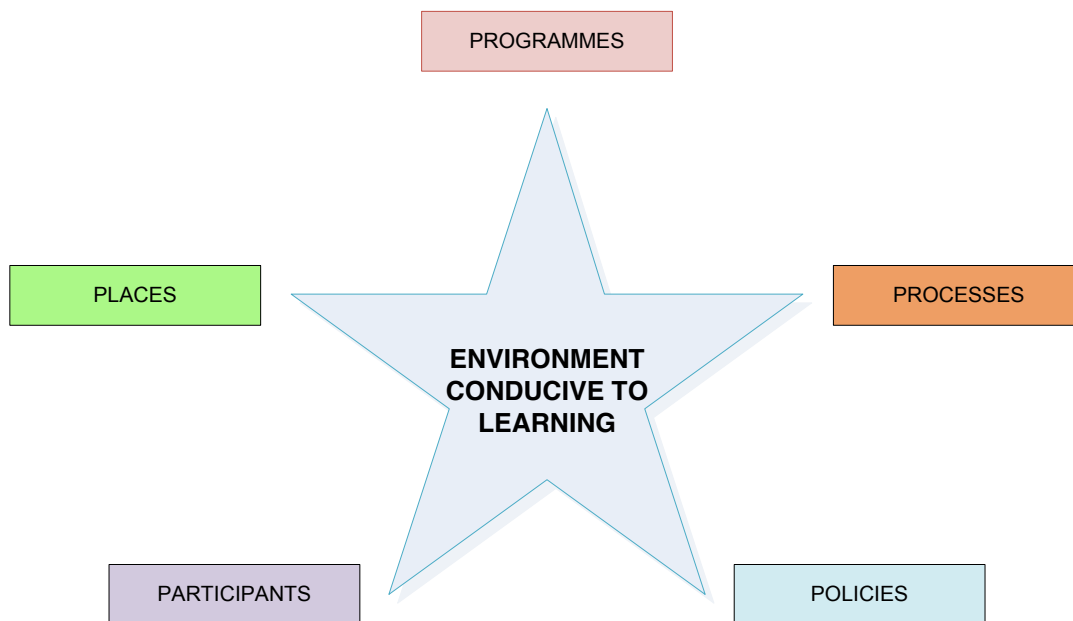 PROGRAMMES
PLACES
PROCESSES
ENVIRONMENT
CONDUCIVE TO
LEARNING
PARTICIPANTS
POLICIES